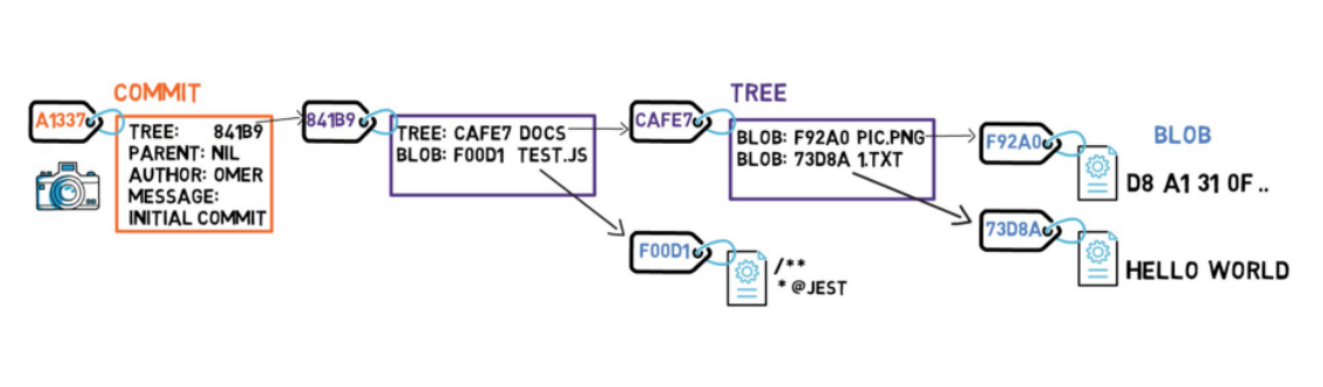 COMMIT
A1337
TREE: 841B9
PARENT: NIL
AUTHOR: OMER
MESSAGE:
INITIAL COMMIT
841B9
TREE: CAFE7 DOCS
BLOB: F00D1 TEST.JS
F00D1
/**
* @JEST
TREE
CAFE7
BLOB: F92A0 PIC.PNG
BLOB: 73D8A 1.TXT
BLOB
F92A0
D8 A1 31 0F ..
73D8A
HELLO WORLD